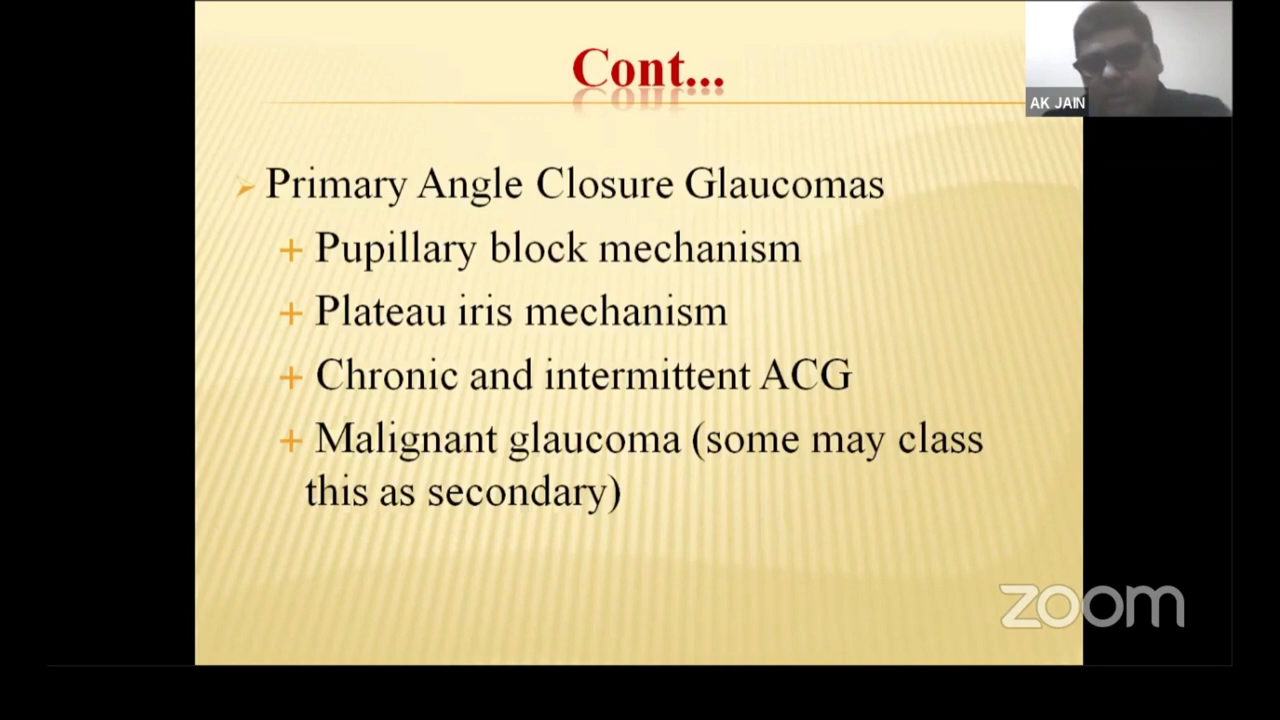 Cont...
AK JAIN
Primary Angle Closure Glaucomas
Pupillary block mechanism
Plateau iris mechanism
Chronic and intermittent ACG
Malignant glaucoma (some may class
this as secondary)
zoom